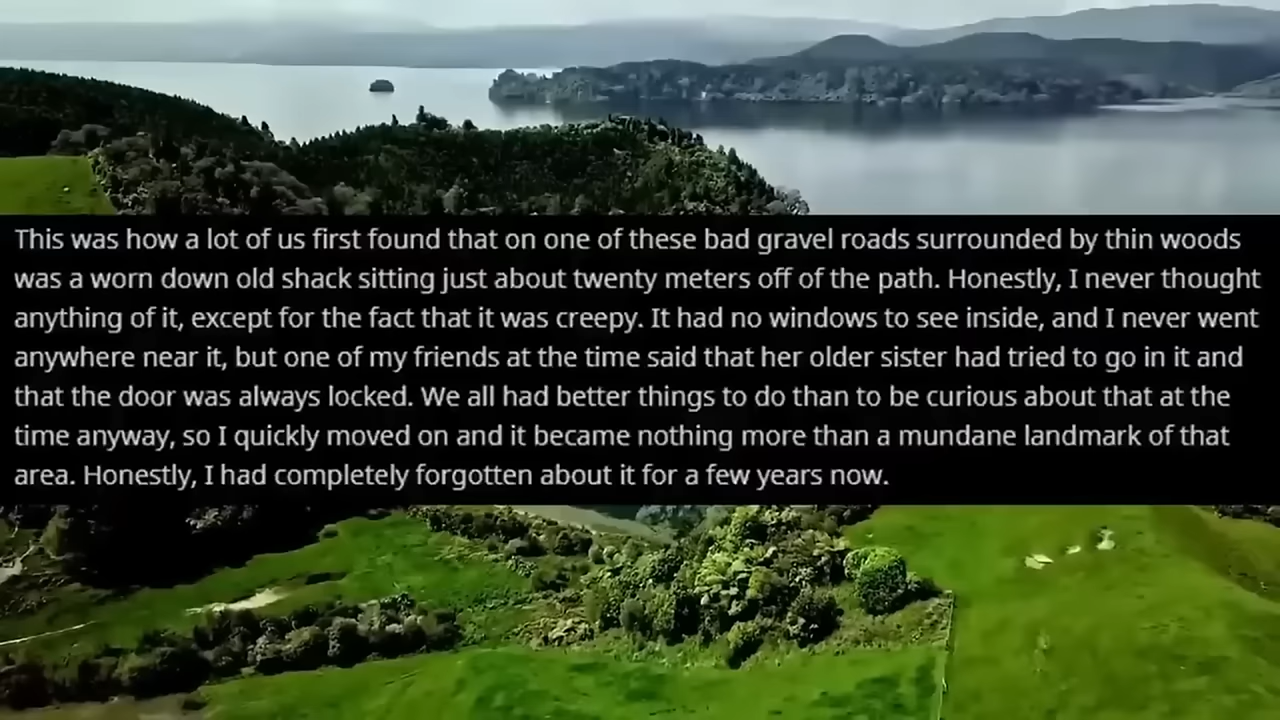 This was how a lot of us first found that on one of these bad gravel roads surrounded by thin woods
was a worn down old shack sitting just about twenty meters off of the path. Honestly, I never thought
anything of it, except for the fact that it was creepy. It had no windows to see inside, and I never went
anywhere near it, but one of my friends at the time said that her older sister had tried to go in it and
that the door was always locked. We all had better things to do than to be curious about that at the
time anyway, so I quickly moved on and it became nothing more than a mundane landmark of that
area. Honestly, I had completely forgotten about it for a few years now.